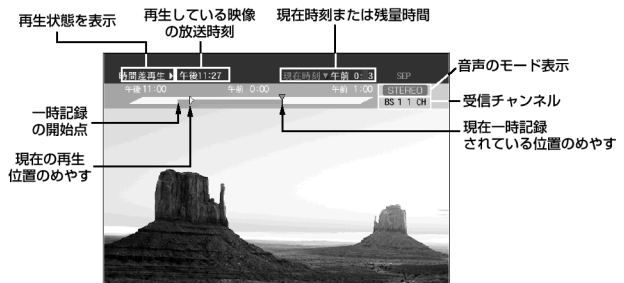 再生状態を表示
再生している映像
の放送時刻
現在時刻または残量時間
時間差再生 ▶ 午後11:27
現在時刻 ▼ 午前 0: 3
SEP
音声のモード表示
午後11:00
午前 0:00
午前 1:00
STEREO
BS 1 1 CH
受信チャンネル
一時記録
の開始点
現在一時記録
されている位置のめやす
現在の再生
位置のめやす